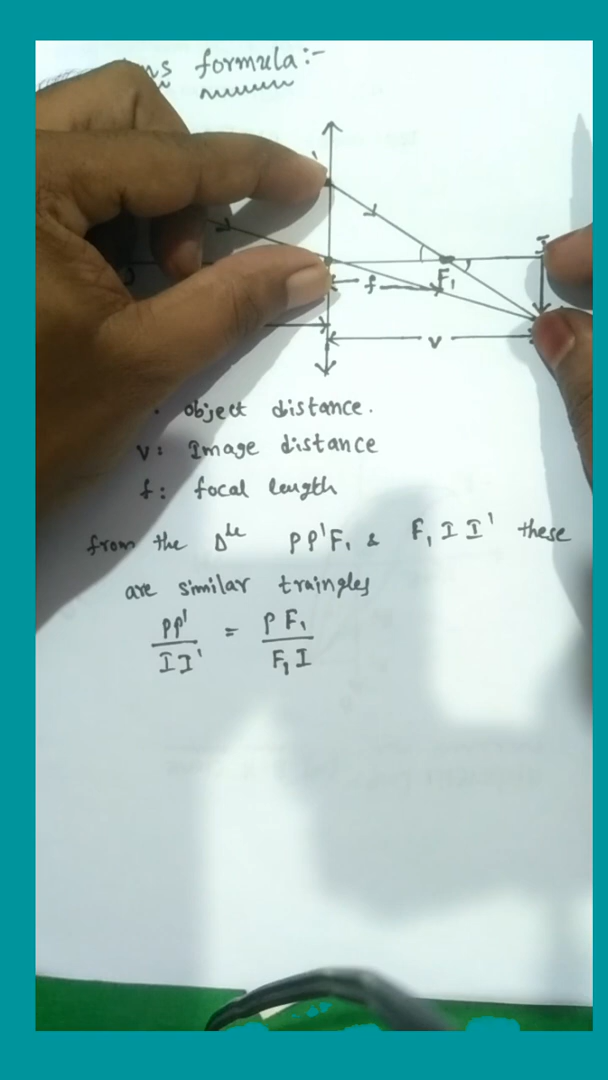 formula:-
I
F₁
f
v
object distance.
v: Image distance
f: focal length
from the Δle PP'F₁ & F₁II' these
are similar traingles
PP'/II' = PF₁/F₁I